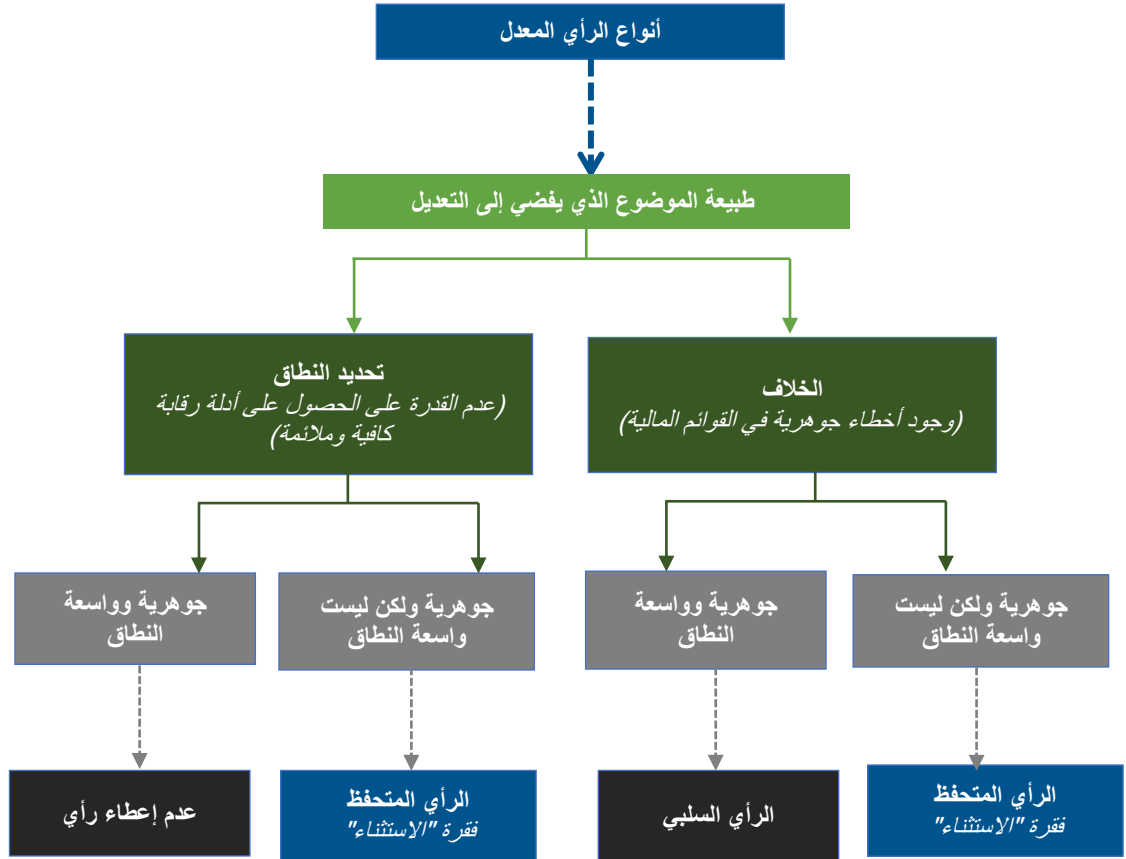 أنواع الرأي المعدل
طبيعة الموضوع الذي يفضي إلى التعديل
الخلاف
(وجود أخطاء جوهرية في القوائم المالية)
تحديد النطاق
(عدم القدرة على الحصول على أدلة رقابة
كافية وملائمة)
جوهرية ولكن ليست
واسعة النطاق
جوهرية وواسعة
النطاق
جوهرية ولكن ليست
واسعة النطاق
جوهرية وواسعة
النطاق
الرأي المتحفظ
فقرة "الاستثناء"
الرأي السلبي
الرأي المتحفظ
فقرة "الاستثناء"
عدم إعطاء رأي